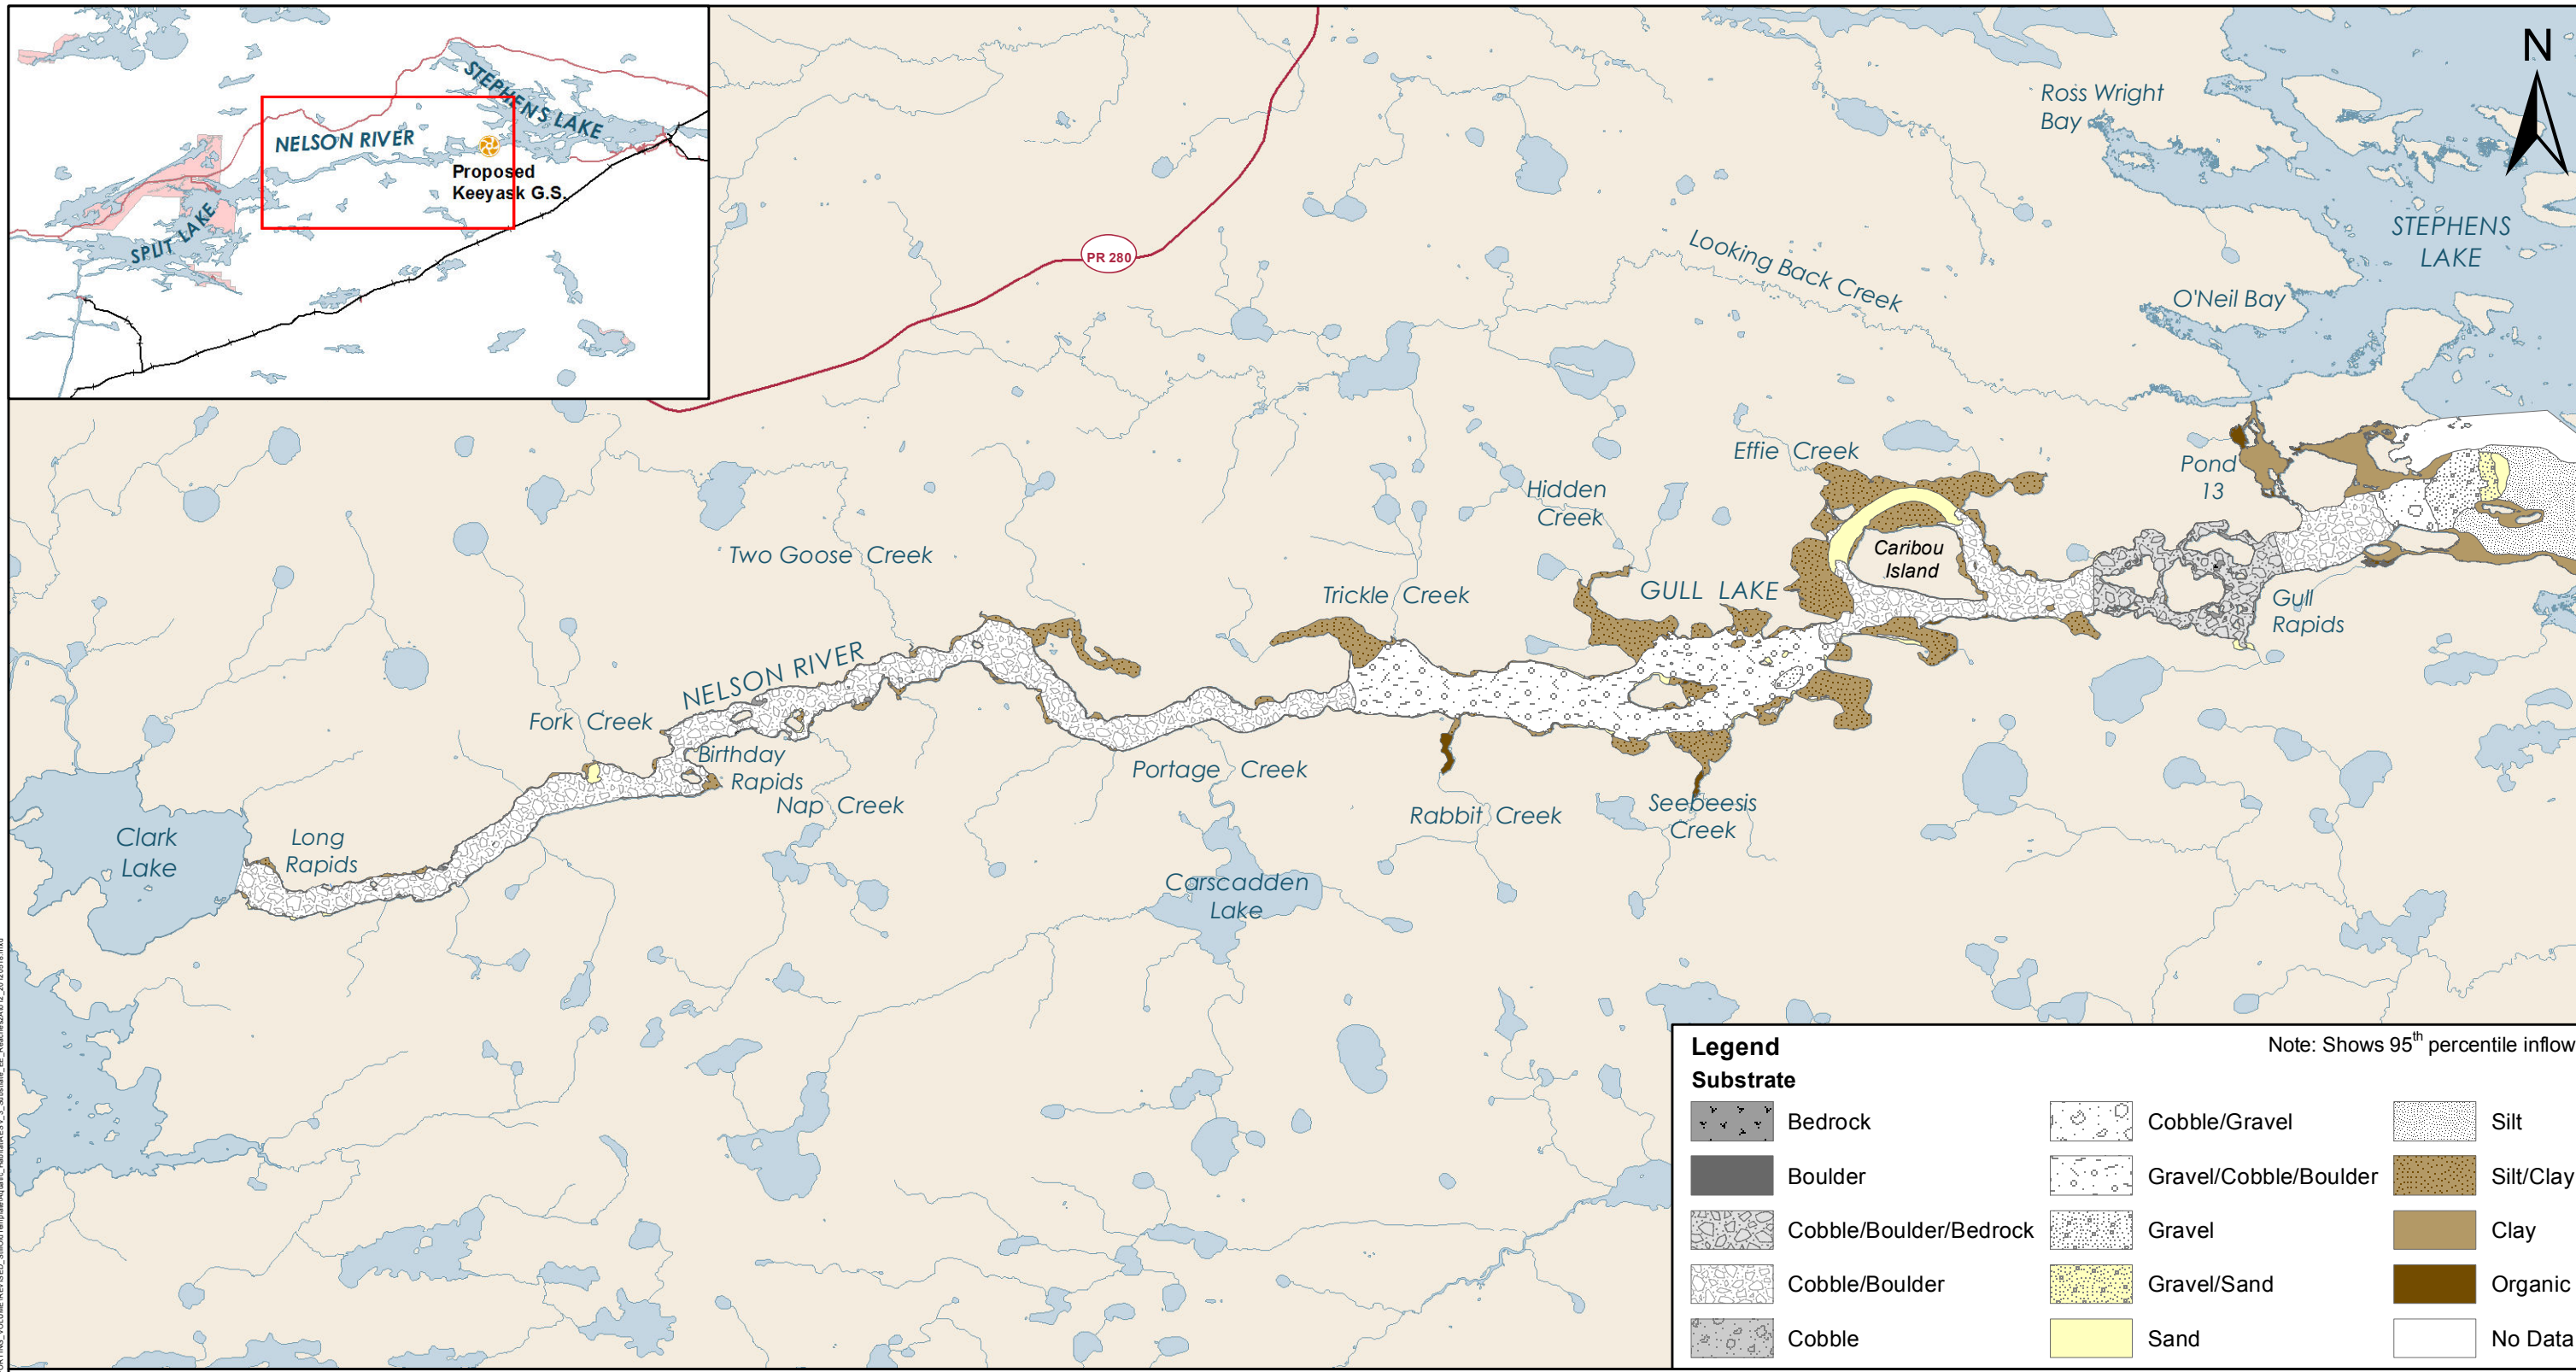 STEPHENS LAKE
NELSON RIVER
Proposed
Keeyask G.S.
SPLIT LAKE
N
Ross Wright
Bay
STEPHENS
LAKE
PR 280
Looking Back Creek
O'Neil Bay
Effie Creek
Pond
13
Hidden
Creek
Two Goose Creek
Caribou
Island
Trickle Creek
GULL LAKE
Gull
Rapids
NELSON RIVER
Fork Creek
Birthday
Rapids
Portage Creek
Nap Creek
Rabbit Creek
Seebeesis
Creek
Clark
Lake
Long
Rapids
Carscadden
Lake
Legend
Note: Shows 95th percentile inflow
Substrate
Bedrock
Boulder
Cobble/Boulder/Bedrock
Cobble/Boulder
Cobble
Cobble/Gravel
Gravel/Cobble/Boulder
Gravel
Gravel/Sand
Sand
Silt
Silt/Clay
Clay
Organic
No Data